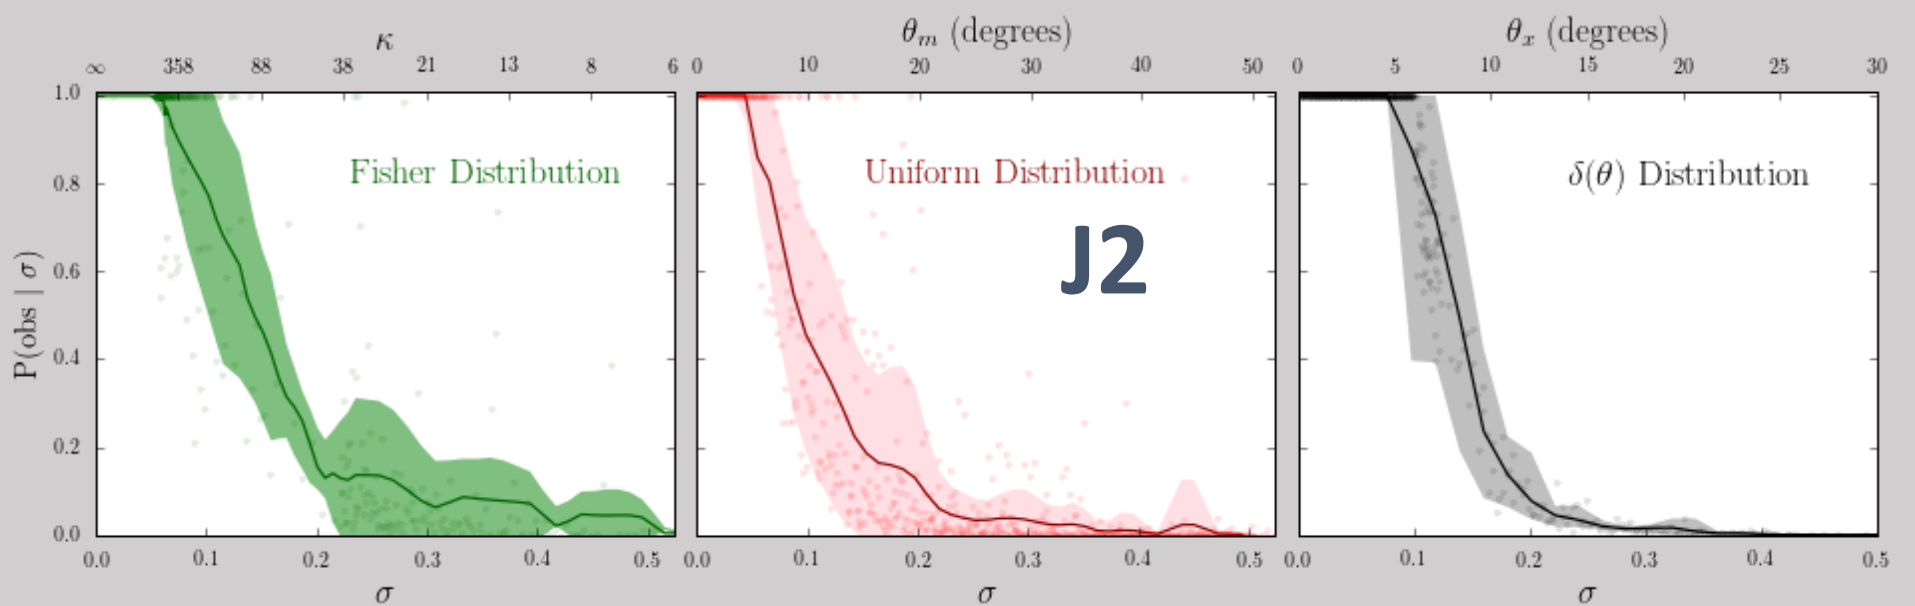 κ
∞ 358 88 38 21 13 8 6
1.0
0.8
0.6
0.4
0.2
0.0
P(obs | σ)
Fisher Distribution
0.0 0.1 0.2 0.3 0.4 0.5
σ
θm (degrees)
0 10 20 30 40 50
Uniform Distribution
J2
0.0 0.1 0.2 0.3 0.4 0.5
σ
θx (degrees)
0 5 10 15 20 25 30
δ(θ) Distribution
0.0 0.1 0.2 0.3 0.4 0.5
σ